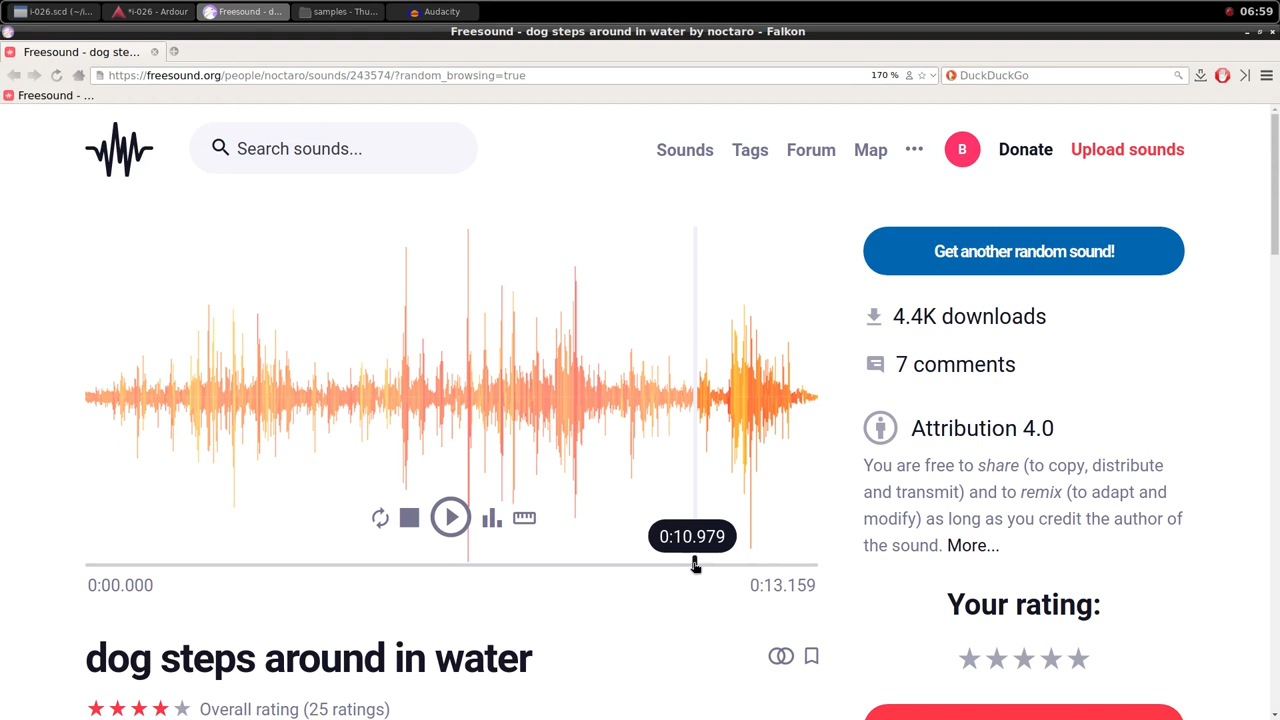 i-026.scd (~/i...
*i-026 - Ardour
Freesound - d...
samples - Thu...
Audacity
06:59
Freesound - dog steps around in water by noctaro - Falkon
Freesound - dog ste...
https://freesound.org/people/noctaro/sounds/243574/?random_browsing=true
170 %
DuckDuckGo
Freesound - ...
Search sounds...
Sounds
Tags
Forum
Map
B
Donate
Upload sounds
Get another random sound!
4.4K downloads
7 comments
Attribution 4.0
You are free to share (to copy, distribute
and transmit) and to remix (to adapt and
modify) as long as you credit the author of
the sound. More...
0:10.979
0:00.000
0:13.159
Your rating:
dog steps around in water
Overall rating (25 ratings)